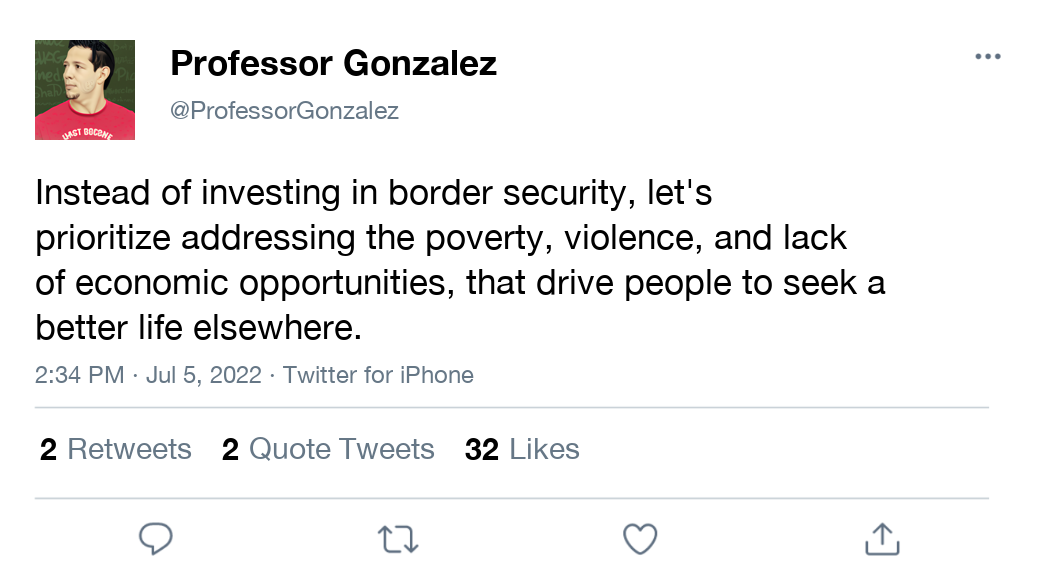 Professor Gonzalez
@ProfessorGonzalez
Instead of investing in border security, let's
prioritize addressing the poverty, violence, and lack
of economic opportunities, that drive people to seek a
better life elsewhere.
2:34 PM · Jul 5, 2022 · Twitter for iPhone
2 Retweets 2 Quote Tweets 32 Likes